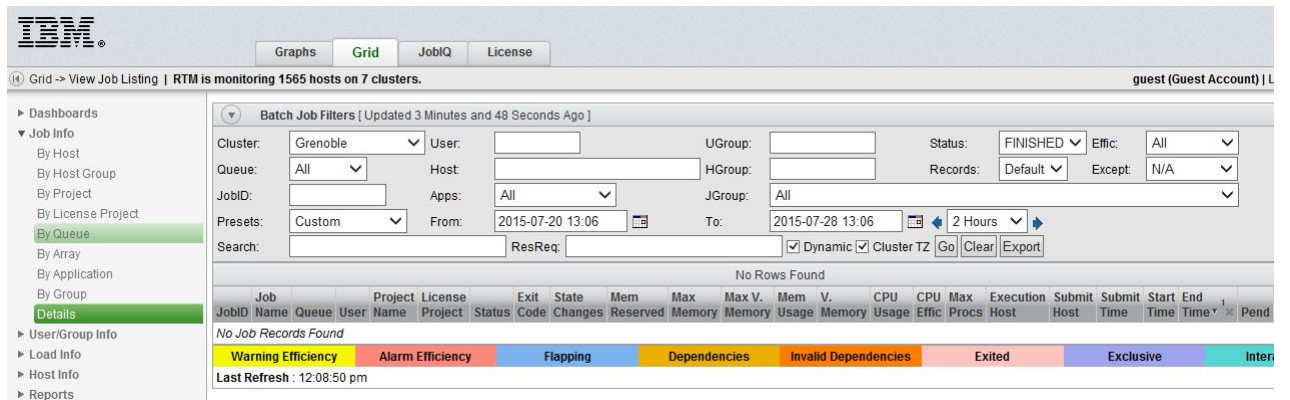 IBM®
Graphs Grid JobIQ License
Grid -> View Job Listing | RTM is monitoring 1565 hosts on 7 clusters. guest (Guest Account) | L
Dashboards
Job Info
By Host
By Host Group
By Project
By License Project
By Queue
By Array
By Application
By Group
Details
User/Group Info
Load Info
Host Info
Reports
Batch Job Filters [ Updated 3 Minutes and 48 Seconds Ago ]
Cluster: Grenoble User: UGroup: Status: FINISHED Effic: All
Queue: All Host: HGroup: Records: Default Except: N/A
JobID: Apps: All JGroup: All
Presets: Custom From: 2015-07-20 13:06 To: 2015-07-28 13:06 2 Hours
Search: ResReq: Dynamic Cluster TZ Go Clear Export
No Rows Found
Job Project License Exit State Mem Max Max V. Mem V. CPU CPU Max Execution Submit Submit Start End 1
JobID Name Queue User Name Project Status Code Changes Reserved Memory Memory Usage Memory Usage Effic Procs Host Host Time Time Time Pend
No Job Records Found
Warning Efficiency Alarm Efficiency Flapping Dependencies Invalid Dependencies Exited Exclusive Intera
Last Refresh : 12:08:50 pm